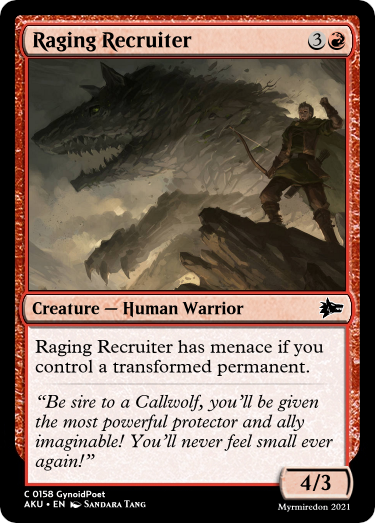 Raging Recruiter 3
Creature — Human Warrior
Raging Recruiter has menace if you
control a transformed permanent.
“Be sire to a Callwolf, you’ll be given
the most powerful protector and ally
imaginable! You’ll never feel small ever
again!”
4/3
C 0158 GynoidPoet
AKU • EN Sandara Tang
Myrmiredon 2021